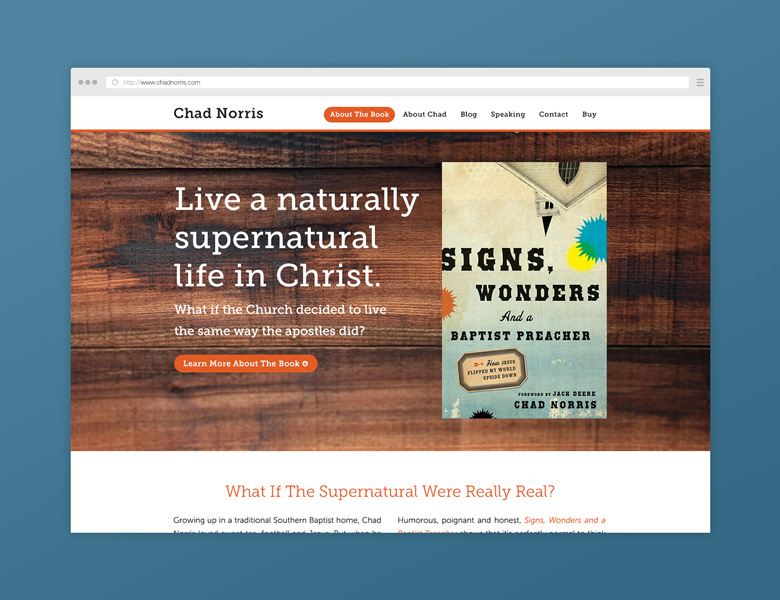 http://www.chadnorris.com
Chad Norris
About The Book
About Chad
Blog
Speaking
Contact
Buy
Live a naturally
supernatural
life in Christ.
What if the Church decided to live
the same way the apostles did?
Learn More About The Book
SIGNS,
WONDERS
And a
BAPTIST PREACHER
How JESUS
FLIPPED MY WORLD
UPSIDE DOWN
FOREWORD BY JACK DEERE
CHAD NORRIS
What If The Supernatural Were Really Real?
Growing up in a traditional Southern Baptist home, Chad
Humorous, poignant and honest, Signs, Wonders and a